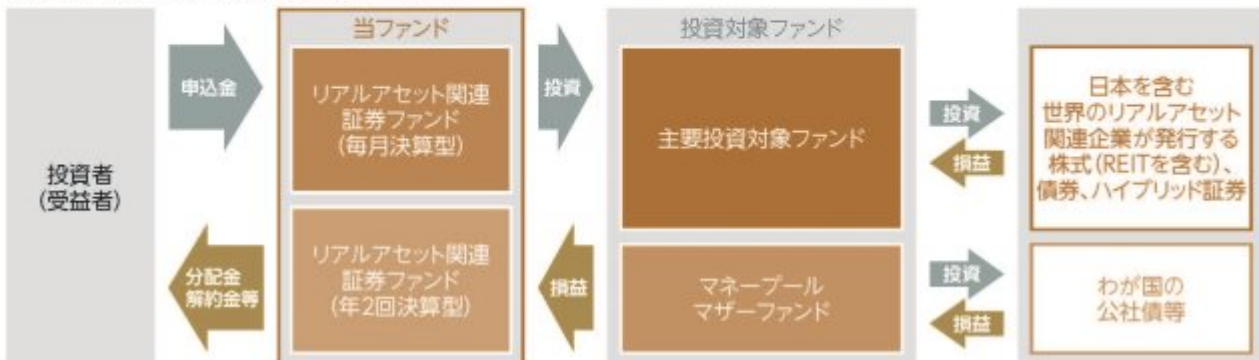 投資者
(受益者)
申込金
分配金
解約金等
当ファンド
リアルアセット関連
証券ファンド
(毎月決算型)
リアルアセット関連
証券ファンド
(年2回決算型)
投資
損益
投資対象ファンド
主要投資対象ファンド
マネープール
マザーファンド
投資
損益
投資
損益
日本を含む
世界のリアルアセット
関連企業が発行する
株式(REITを含む)、
債券、ハイブリッド証券
わが国の
公社債等